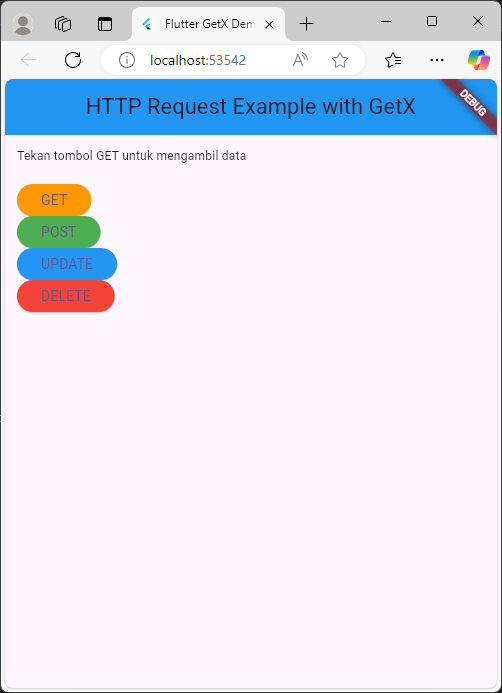 Flutter GetX Dem
localhost:53542
HTTP Request Example with GetX
DEBUG
Tekan tombol GET untuk mengambil data
GET
POST
UPDATE
DELETE